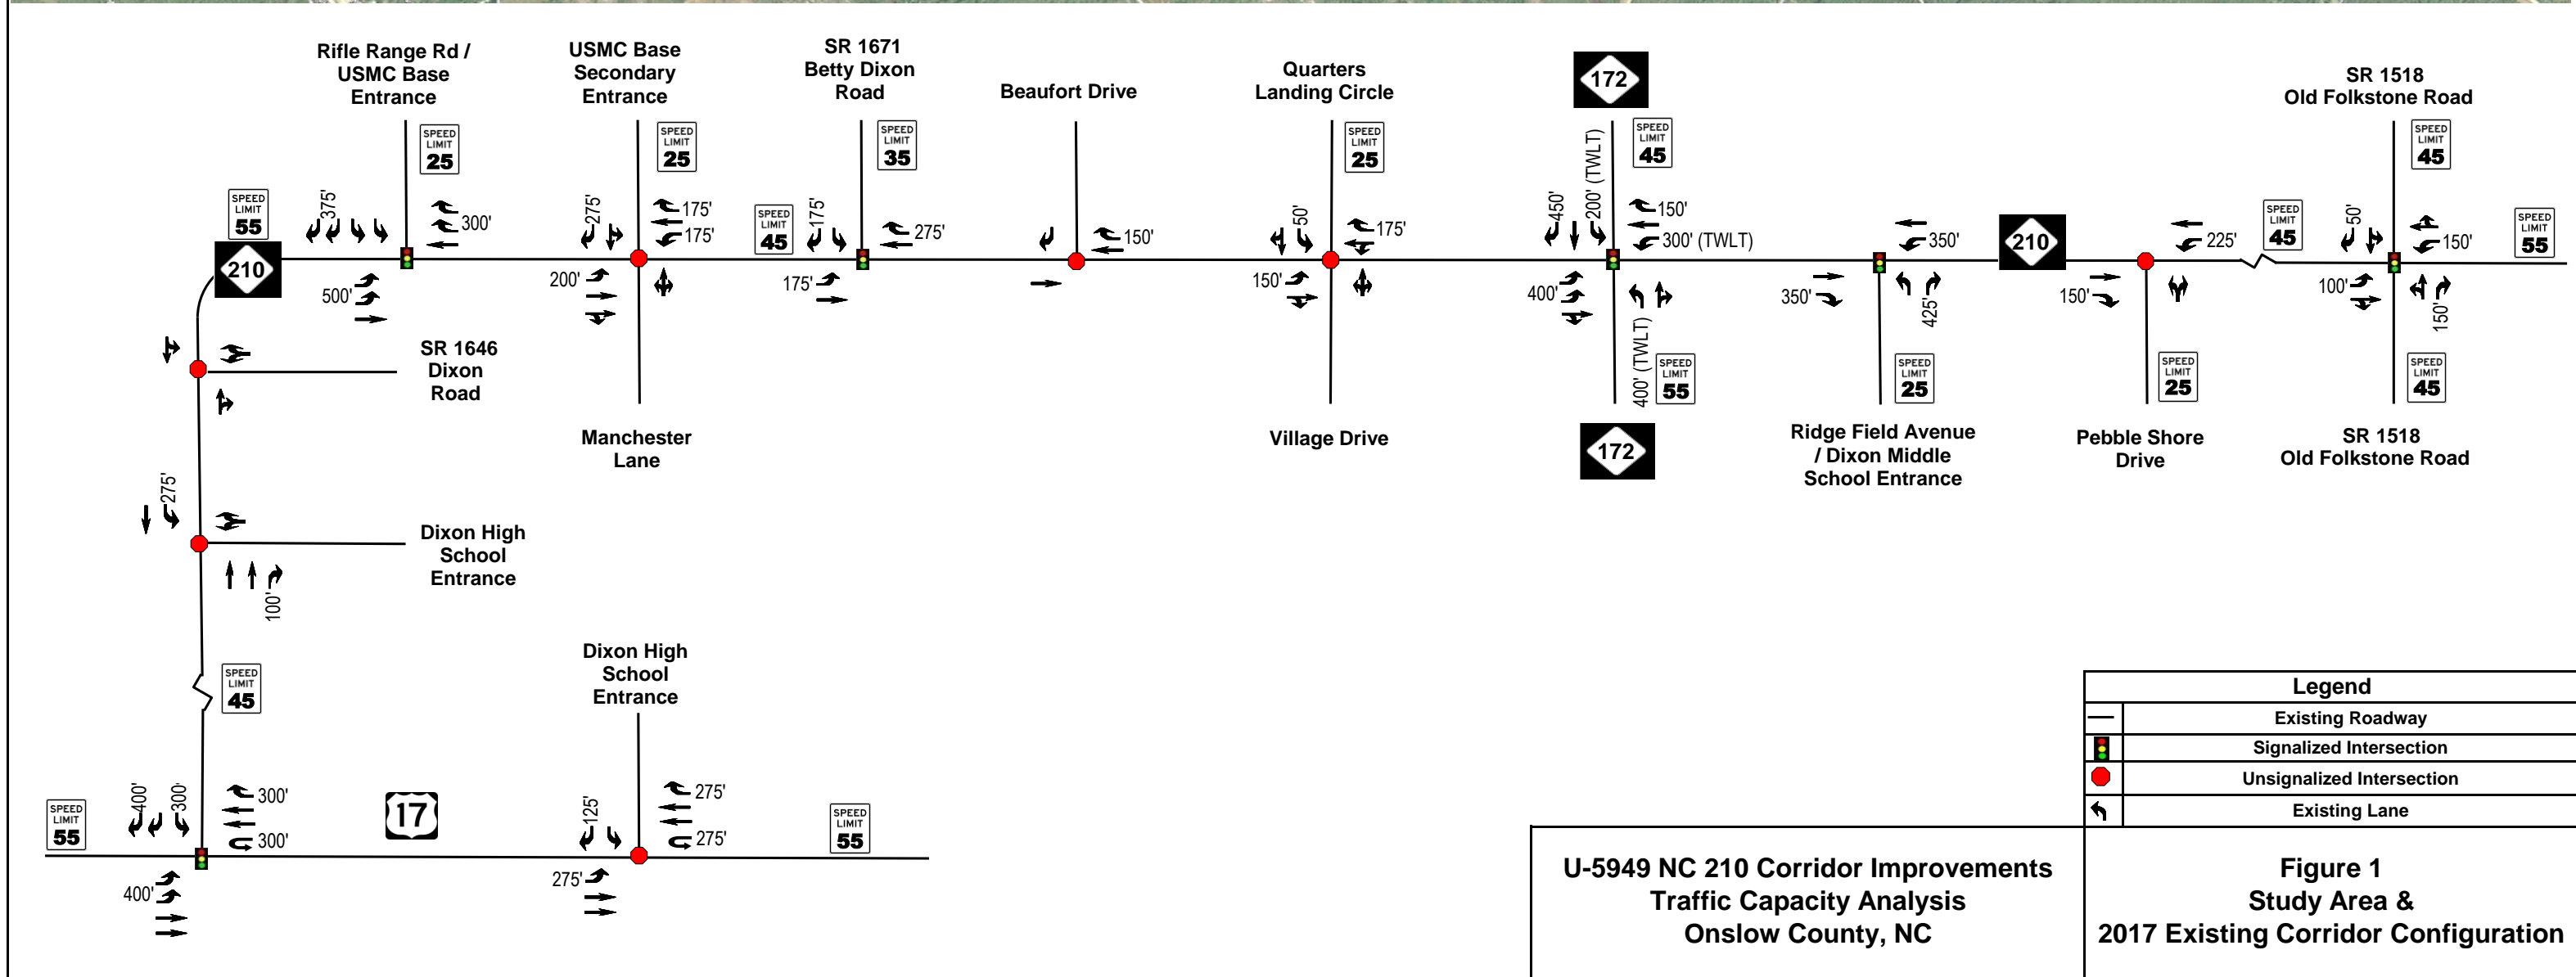 Rifle Range Rd /
USMC Base
Entrance
USMC Base
Secondary
Entrance
SR 1671
Betty Dixon
Road
Beaufort Drive
Quarters
Landing Circle
172
SR 1518
Old Folkstone Road
SPEED
LIMIT
25
SPEED
LIMIT
25
SPEED
LIMIT
35
SPEED
LIMIT
25
SPEED
LIMIT
45
SPEED
LIMIT
45
SPEED
LIMIT
55
210
375'
300'
500'
275'
175'
175'
200'
SPEED
LIMIT
45
175'
275'
175'
150'
50'
175'
150'
450'
200' (TWLT)
150'
300' (TWLT)
400'
400' (TWLT)
350'
350'
425'
210
225'
150'
SPEED
LIMIT
45
50'
150'
100'
150'
SPEED
LIMIT
55
SR 1646
Dixon
Road
Manchester
Lane
Village Drive
SPEED
LIMIT
55
172
SPEED
LIMIT
25
Ridge Field Avenue
/ Dixon Middle
School Entrance
SPEED
LIMIT
25
Pebble Shore
Drive
SPEED
LIMIT
45
SR 1518
Old Folkstone Road
275'
Dixon High
School
Entrance
100'
SPEED
LIMIT
45
Dixon High
School
Entrance
SPEED
LIMIT
55
400'
300'
300'
300'
400'
17
125'
275'
275'
275'
SPEED
LIMIT
55
Legend
Existing Roadway
Signalized Intersection
Unsignalized Intersection
Existing Lane
U-5949 NC 210 Corridor Improvements
Traffic Capacity Analysis
Onslow County, NC
Figure 1
Study Area &
2017 Existing Corridor Configuration